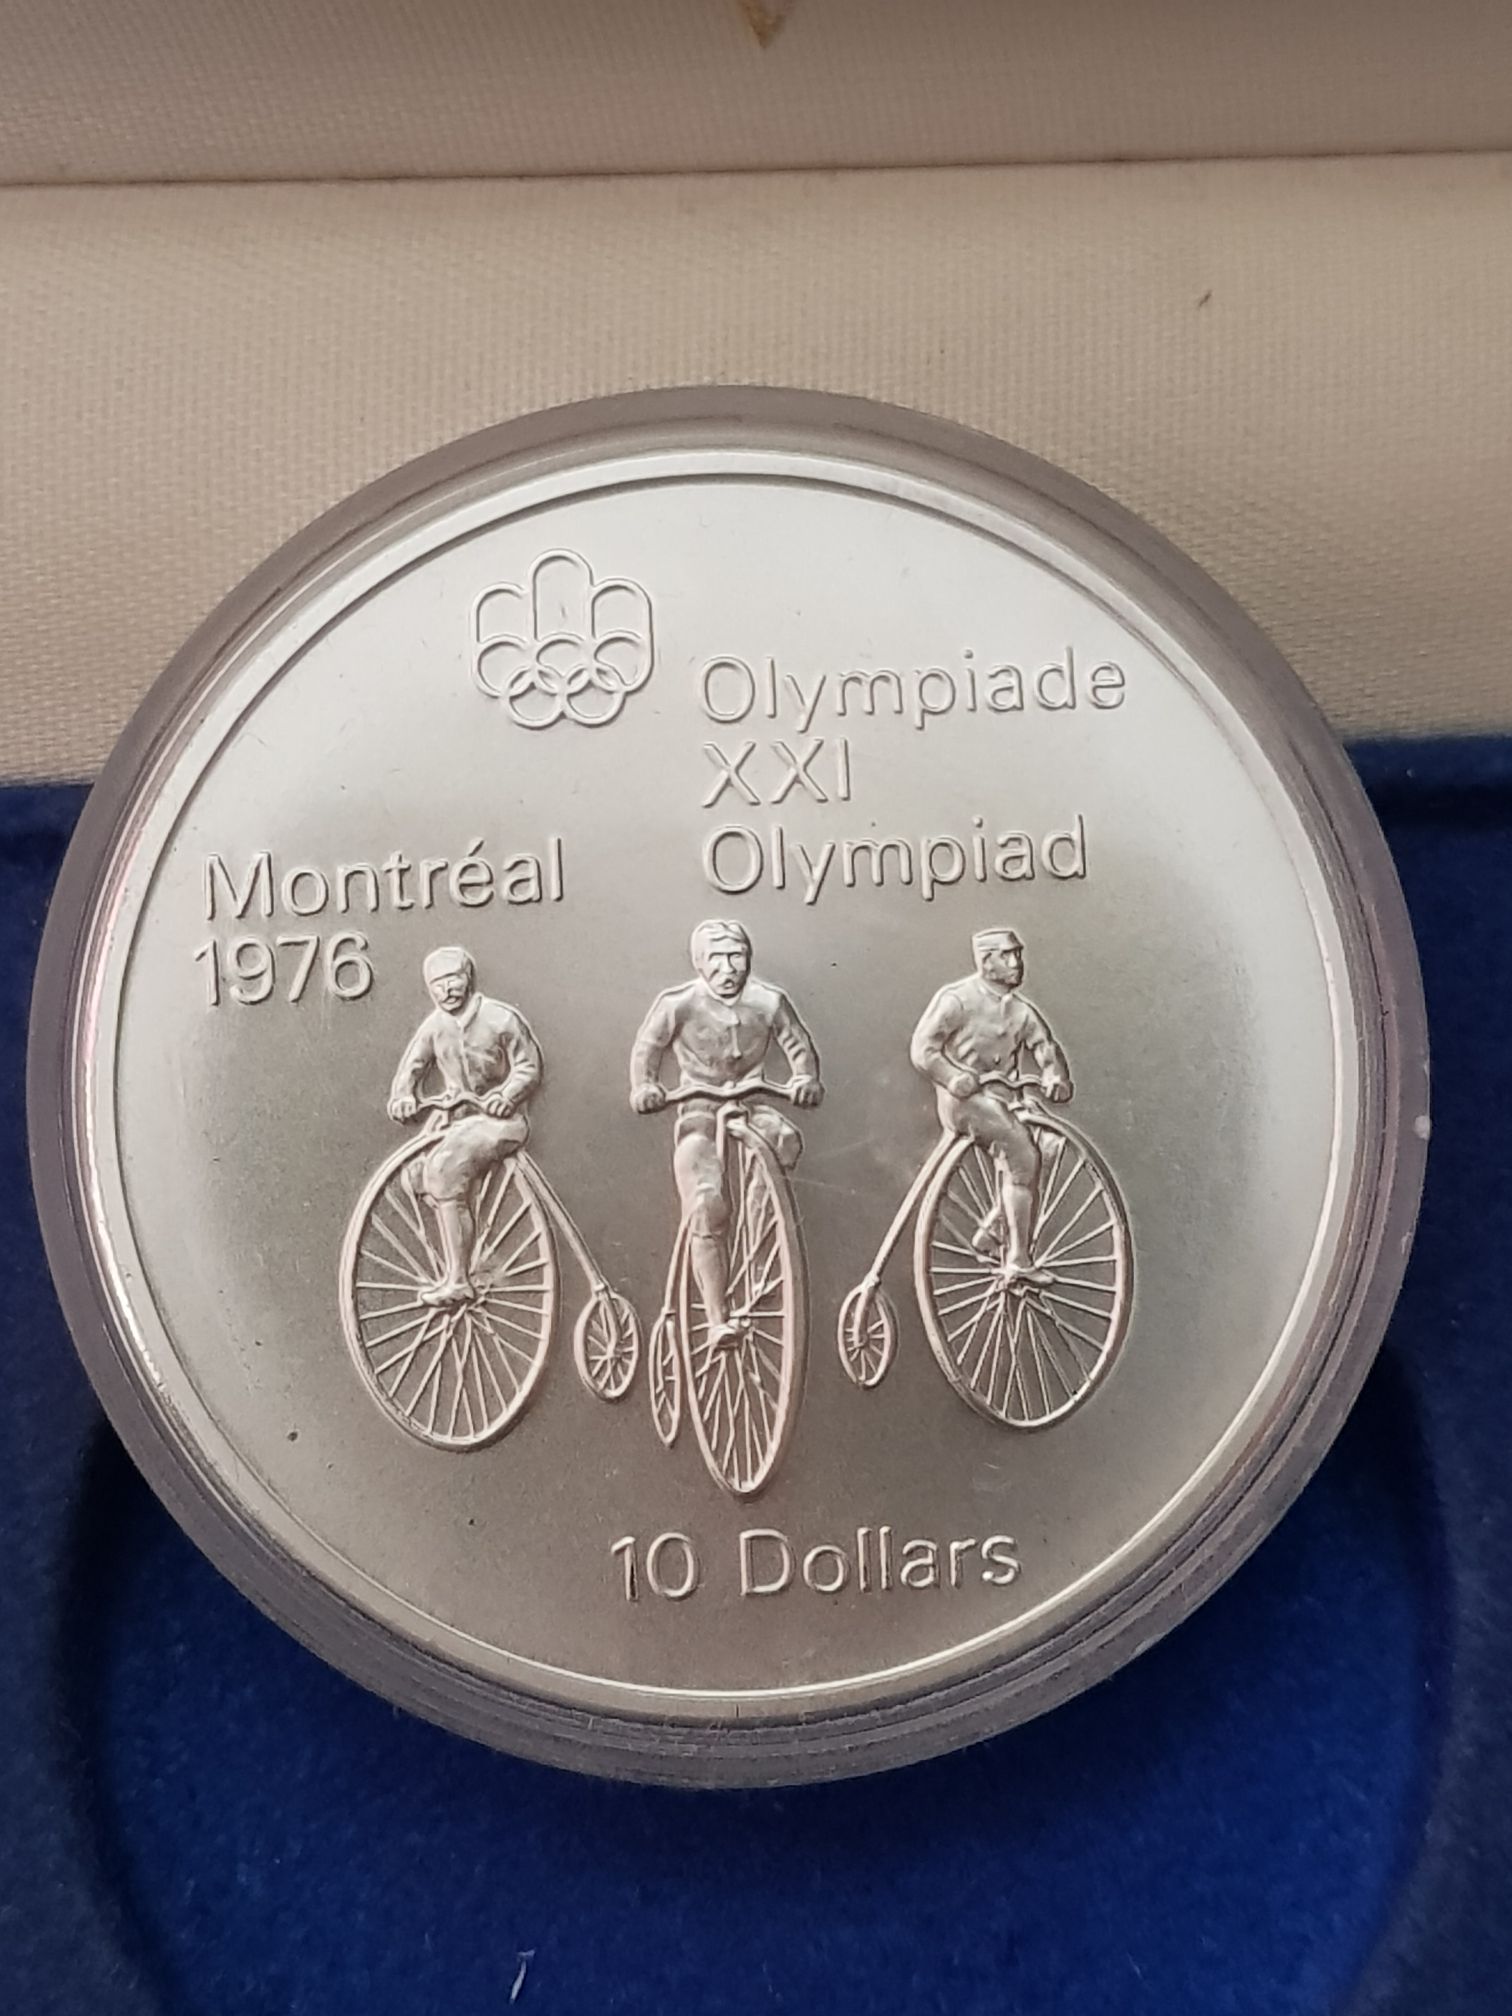 Olympiade
XXI
Olympiad
Montréal
1976
10 Dollars